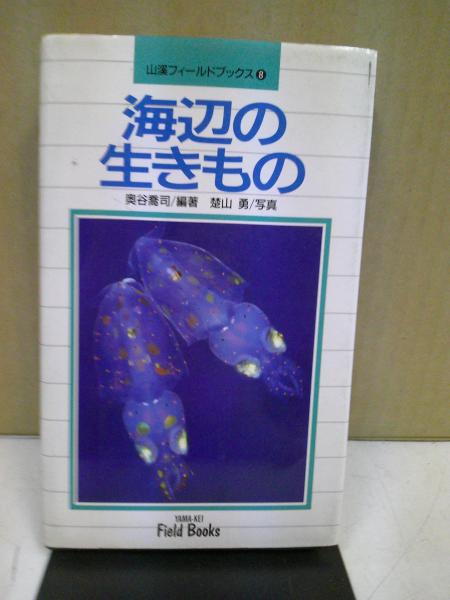 山溪フィールドブックス8
海辺の
生きもの
奥谷喬司/編著 楚山 勇/写真
YAMA-KEI
Field Books